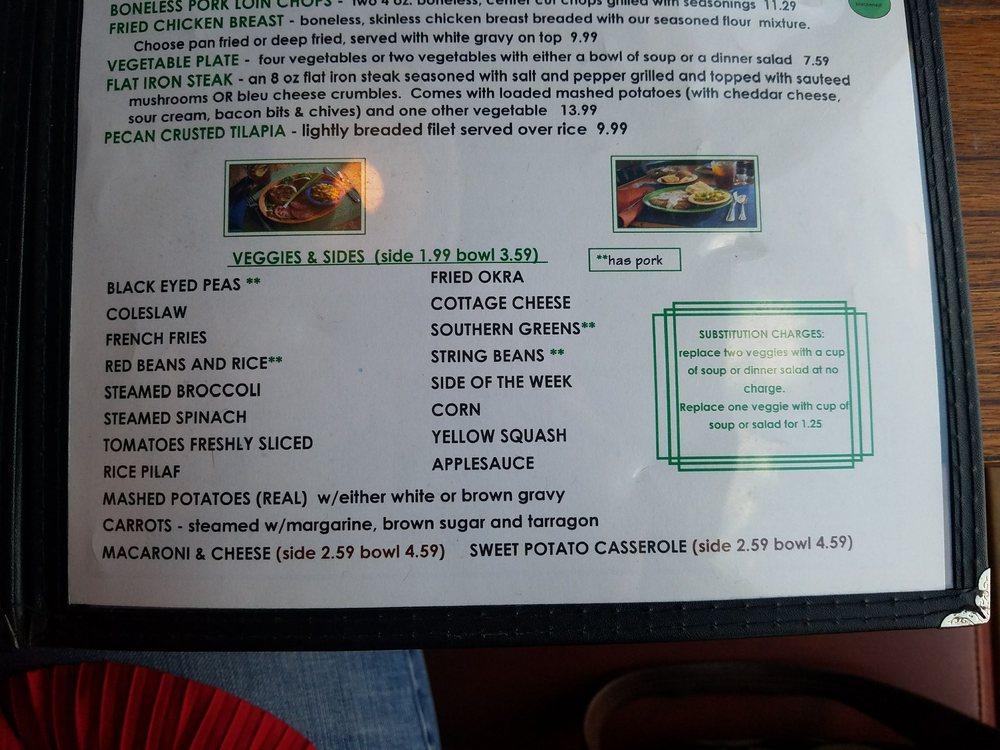 BONELESS PORK LOIN CHOPS - Two 4 oz. boneless, center cut chops grilled with seasonings 11.29
FRIED CHICKEN BREAST - boneless, skinless chicken breast breaded with our seasoned flour mixture.
Choose pan fried or deep fried, served with white gravy on top 9.99
VEGETABLE PLATE - four vegetables or two vegetables with either a bowl of soup or a dinner salad 7.59
FLAT IRON STEAK - an 8 oz flat iron steak seasoned with salt and pepper grilled and topped with sauteed
mushrooms OR bleu cheese crumbles. Comes with loaded mashed potatoes (with cheddar cheese,
sour cream, bacon bits & chives) and one other vegetable 13.99
PECAN CRUSTED TILAPIA - lightly breaded filet served over rice 9.99
VEGGIES & SIDES (side 1.99 bowl 3.59)
**has pork
BLACK EYED PEAS **
COLESLAW
FRENCH FRIES
RED BEANS AND RICE**
STEAMED BROCCOLI
STEAMED SPINACH
TOMATOES FRESHLY SLICED
RICE PILAF
FRIED OKRA
COTTAGE CHEESE
SOUTHERN GREENS**
STRING BEANS **
SIDE OF THE WEEK
CORN
YELLOW SQUASH
APPLESAUCE
MASHED POTATOES (REAL) w/either white or brown gravy
CARROTS - steamed w/margarine, brown sugar and tarragon
MACARONI & CHEESE (side 2.59 bowl 4.59) SWEET POTATO CASSEROLE (side 2.59 bowl 4.59)
SUBSTITUTION CHARGES:
replace two veggies with a cup
of soup or dinner salad at no
charge.
Replace one veggie with cup of
soup or salad for 1.25